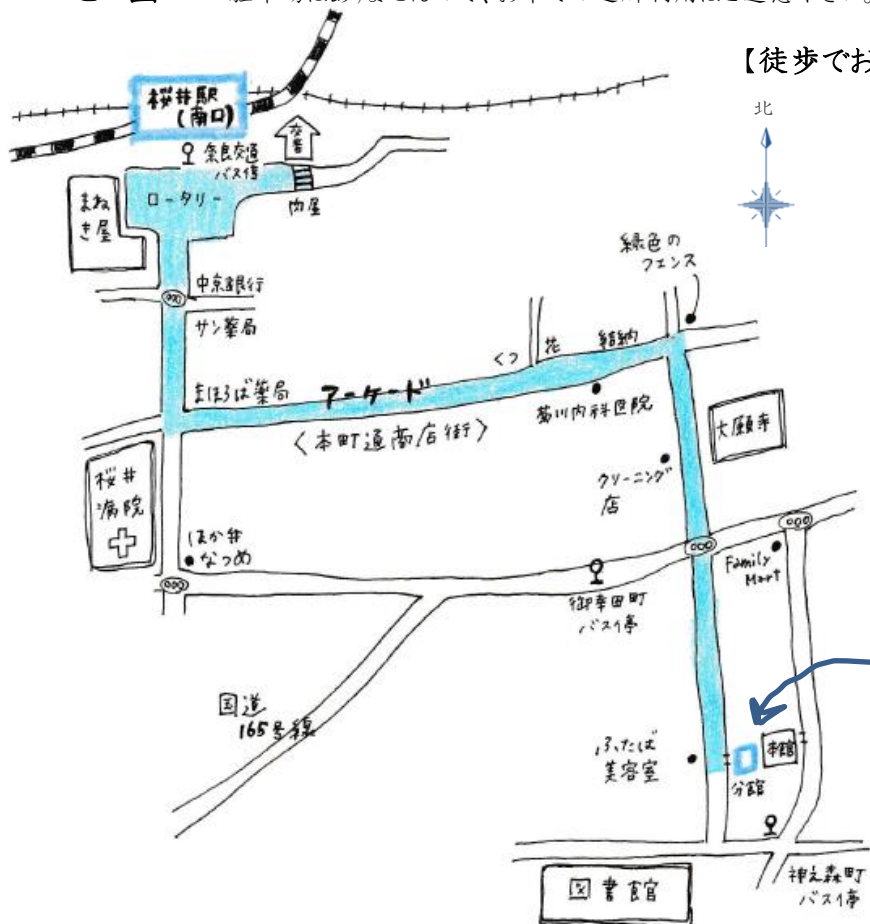 【徒歩でお
北
桜井駅
(南口)
交番
奈良交通
バス停
ロータリー
肉屋
まね
き屋
中京銀行
サン薬局
緑色の
フェンス
くつ
花
結納
まほろば薬局
アーケード
〈本町通商店街〉
菊川内科医院
大願寺
クリーニング
店
桜井
病院
ほか弁
なつめ
Family
Mart
御幸田町
バス停
国道
165号線
ふたば
美容室
本館
分館
図書館
神之森町
バス停